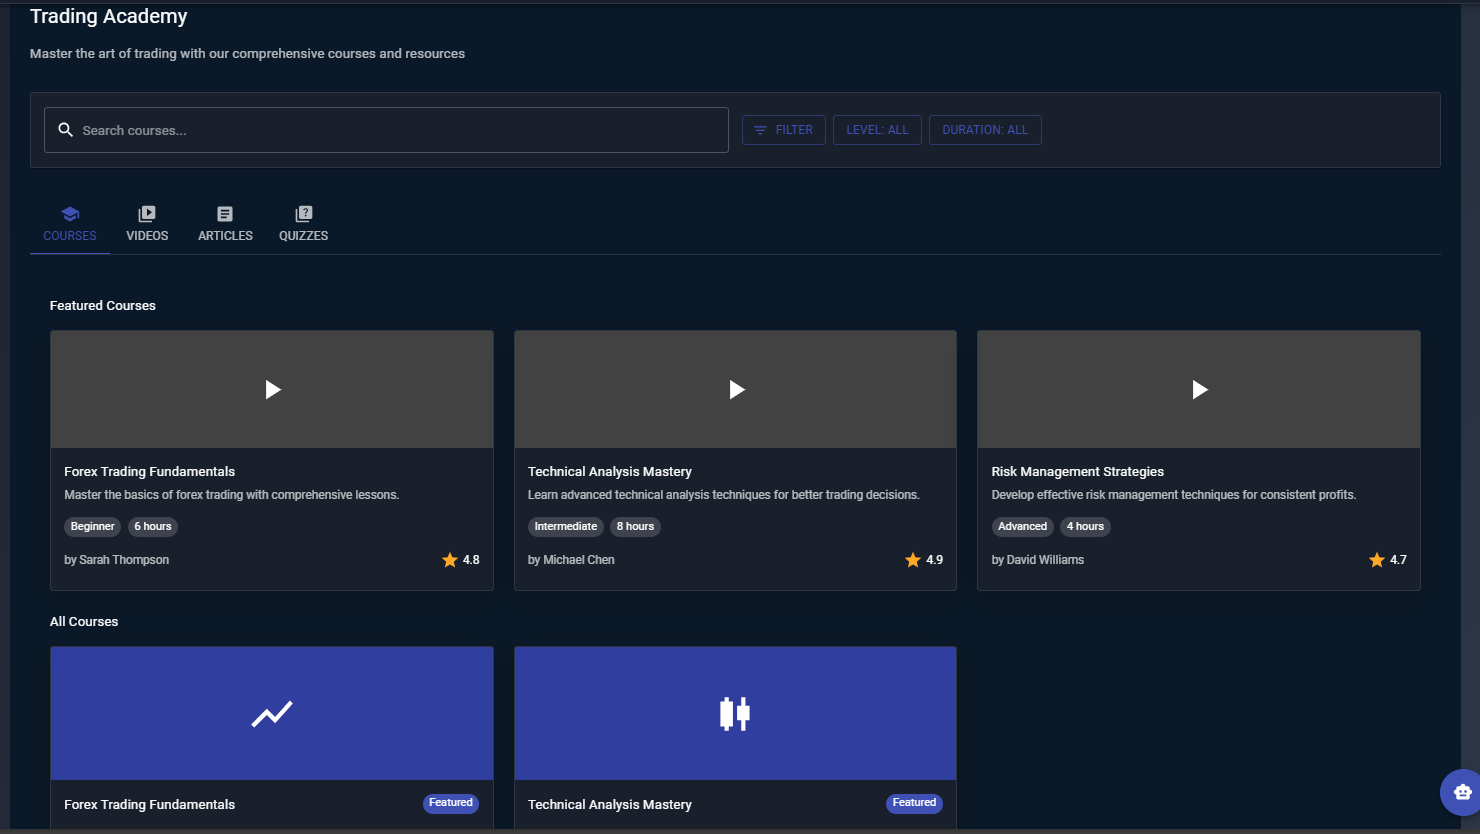 Trading Academy
Master the art of trading with our comprehensive courses and resources
Search courses...
FILTER
LEVEL: ALL
DURATION: ALL
COURSES
VIDEOS
ARTICLES
QUIZZES
Featured Courses
Forex Trading Fundamentals
Master the basics of forex trading with comprehensive lessons.
Beginner
6 hours
by Sarah Thompson
4.8
Technical Analysis Mastery
Learn advanced technical analysis techniques for better trading decisions.
Intermediate
8 hours
by Michael Chen
4.9
Risk Management Strategies
Develop effective risk management techniques for consistent profits.
Advanced
4 hours
by David Williams
4.7
All Courses
Forex Trading Fundamentals
Featured
Technical Analysis Mastery
Featured